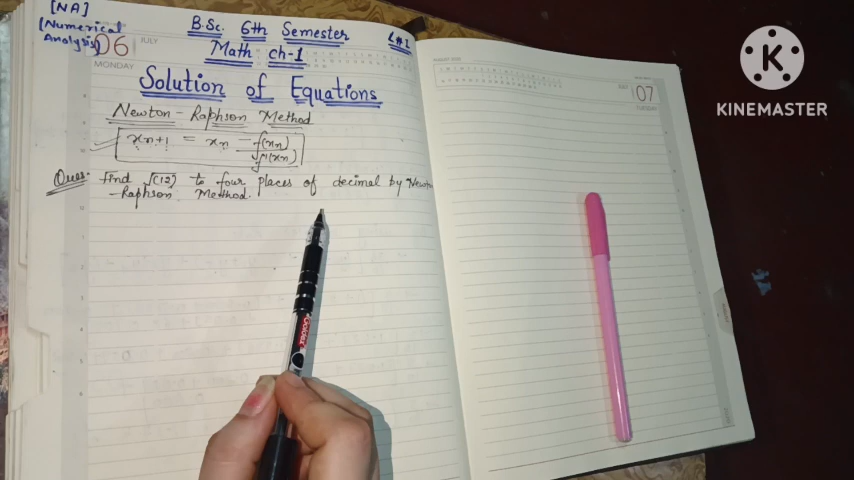 [NA]
(Numerical
Analysis)
B.Sc. 6th Semester
L#1
06 JULY
MONDAY
Math ch-1
Solution of Equations
Newton-Raphson Method
xn+1 = xn - f(xn)
f'(xn)
Ques: Find √(12) to four places of decimal by Newton
-Raphson Method.
07
TUESDAY
K
KINEMASTER